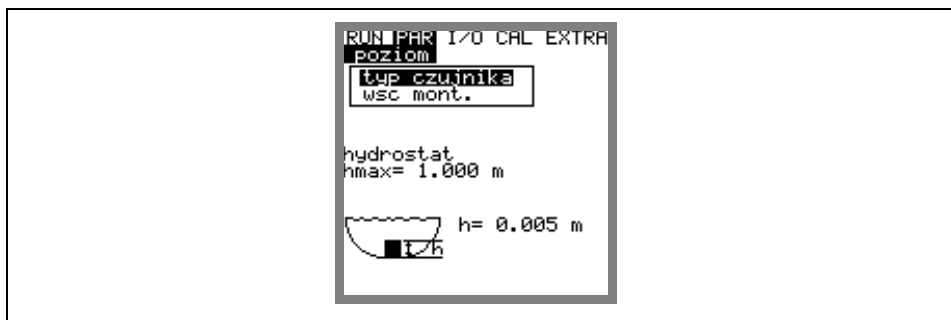 RUN PAR I/O CAL EXTRA
poziom
typ czujnika
wsc mont.
hydrostat
hmax= 1.000 m
h= 0.005 m
h